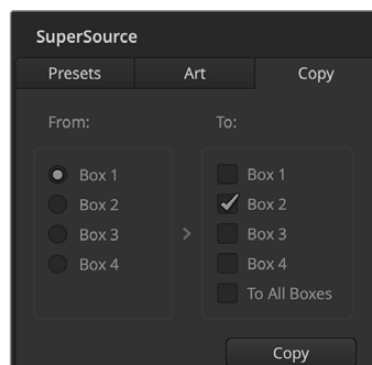 SuperSource
Presets Art Copy
From: To:
Box 1 Box 1
Box 2 > Box 2
Box 3 Box 3
Box 4 Box 4
To All Boxes
Copy